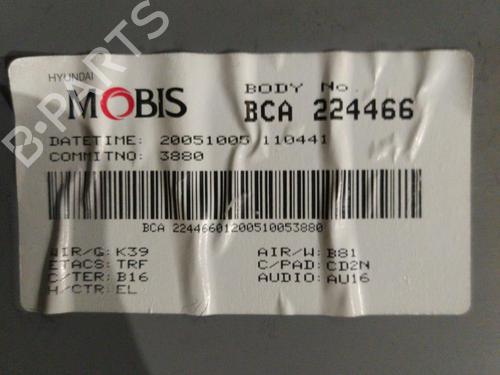 B-PARTS
HYUNDAI
MOBIS
BODY No.
BCA 224466
DATETIME: 20051005 110441
COMMITNO: 3880
BCA 22446601200510053880
WIR/G: K39
AIR/W: B81
ETACS: TRF
C/PAD: CD2N
C/TER: B16
AUDIO: AU16
H/CTR: EL